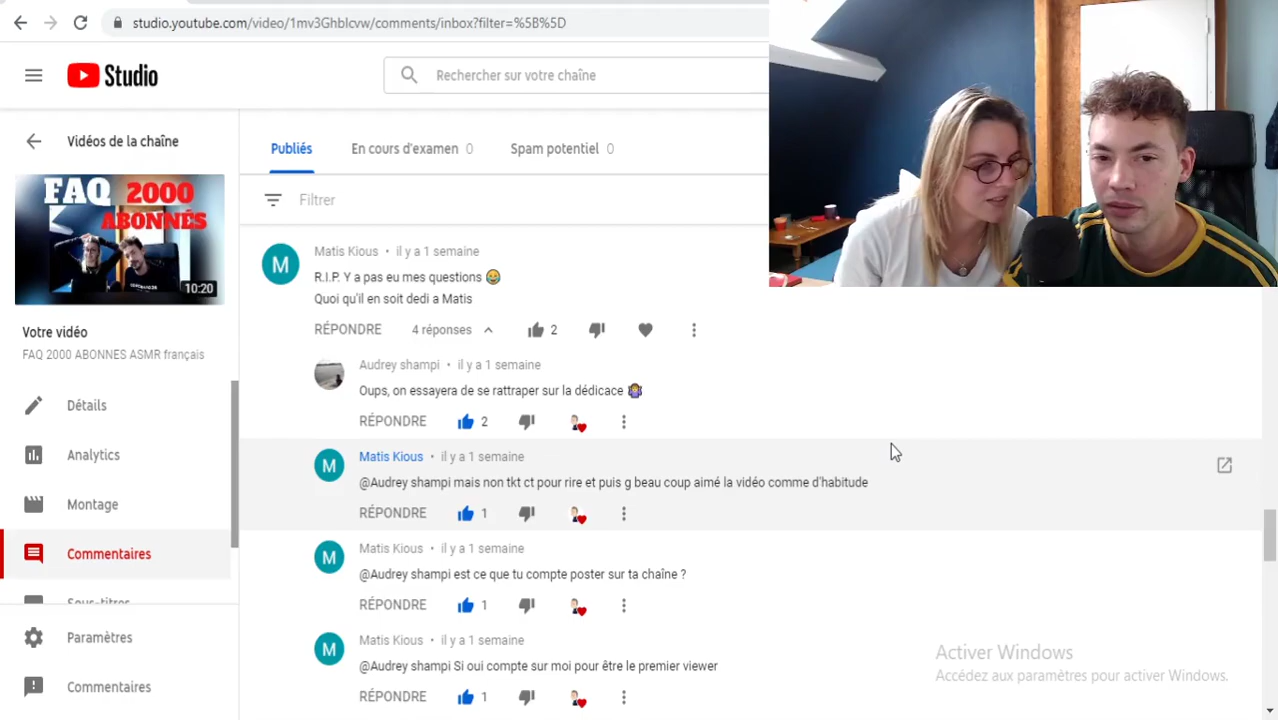 studio.youtube.com/video/1mv3Ghblcvw/comments/inbox?filter=%5B%5D
Studio
Rechercher sur votre chaîne
Vidéos de la chaîne
FAQ 2000
ABONNÉS
10:20
Votre vidéo
FAQ 2000 ABONNES ASMR français
Détails
Analytics
Montage
Commentaires
Sous-titres
Paramètres
Commentaires
Publiés
En cours d'examen 0
Spam potentiel 0
Filtrer
M
Matis Kious • il y a 1 semaine
R.I.P. Y a pas eu mes questions 😂
Quoi qu'il en soit dedi a Matis
RÉPONDRE 4 réponses 2
Audrey shampi • il y a 1 semaine
Oups, on essayera de se rattraper sur la dédicace 🤷‍♀️
RÉPONDRE 2
M
Matis Kious • il y a 1 semaine
@Audrey shampi mais non tkt ct pour rire et puis g beau coup aimé la vidéo comme d'habitude
RÉPONDRE 1
M
Matis Kious • il y a 1 semaine
@Audrey shampi est ce que tu compte poster sur ta chaîne ?
RÉPONDRE 1
M
Matis Kious • il y a 1 semaine
@Audrey shampi Si oui compte sur moi pour être le premier viewer
RÉPONDRE 1
Activer Windows
Accédez aux paramètres pour activer Windows.